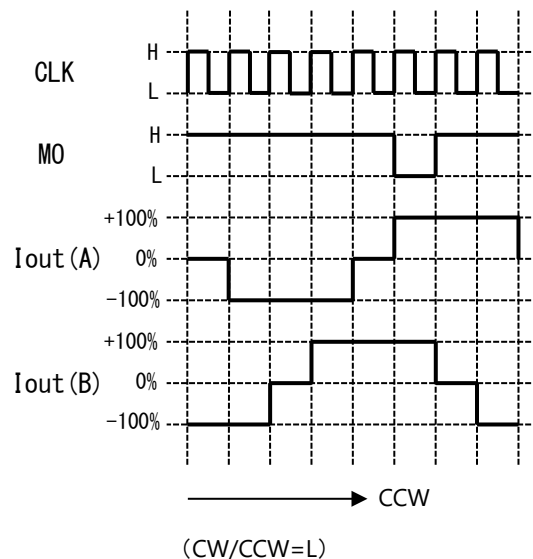 CLK
H
L
MO
H
L
Iout(A)
+100%
0%
-100%
Iout(B)
+100%
0%
-100%
CCW
(CW/CCW=L)